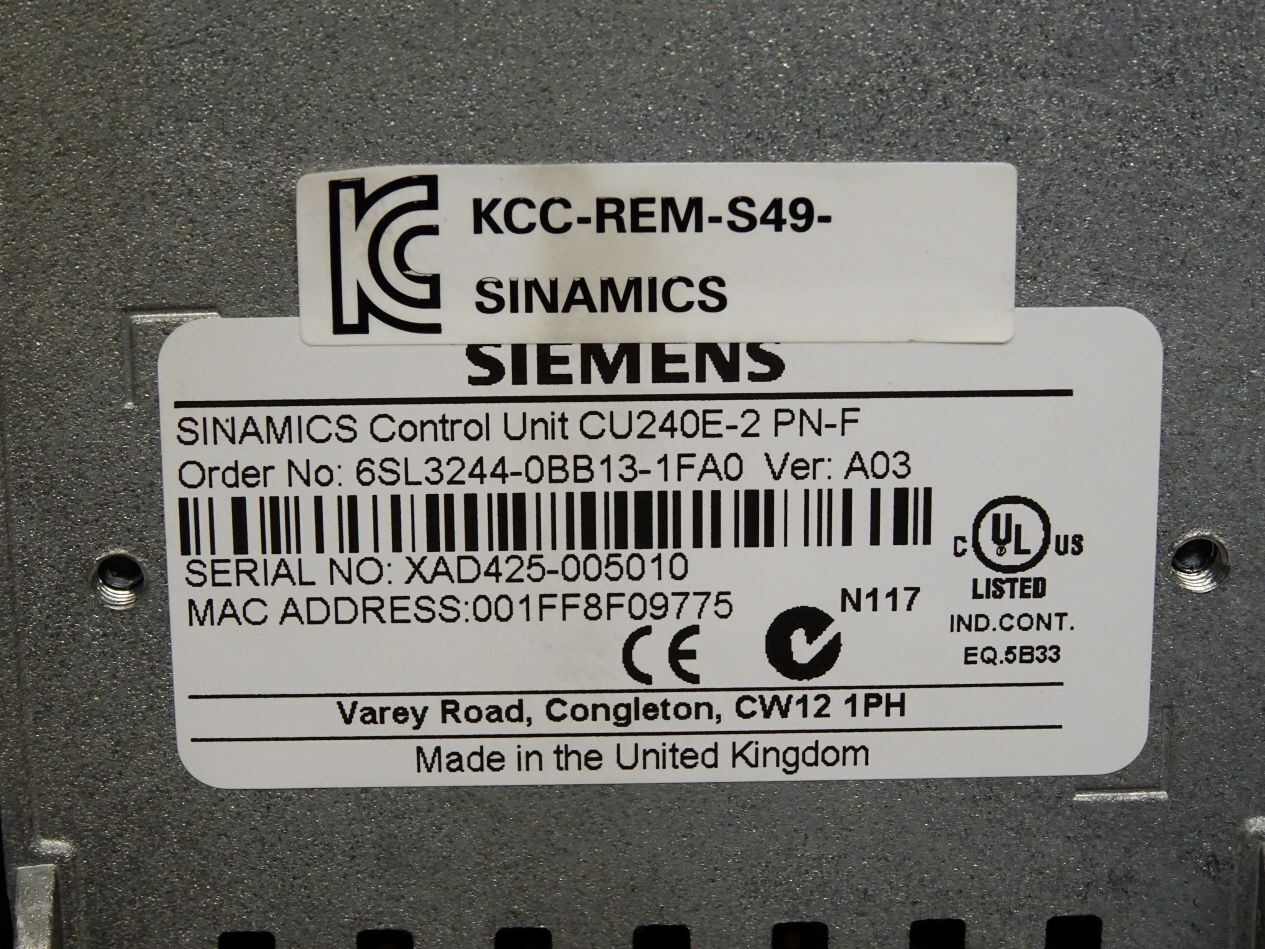 KC KCC-REM-S49-
SINAMICS
SIEMENS
SINAMICS Control Unit CU240E-2 PN-F
Order No: 6SL3244-0BB13-1FA0 Ver: A03
SERIAL NO: XAD425-005010
MAC ADDRESS:001FF8F09775
CE
N117
C UL US
LISTED
IND.CONT.
EQ.5B33
Varey Road, Congleton, CW12 1PH
Made in the United Kingdom